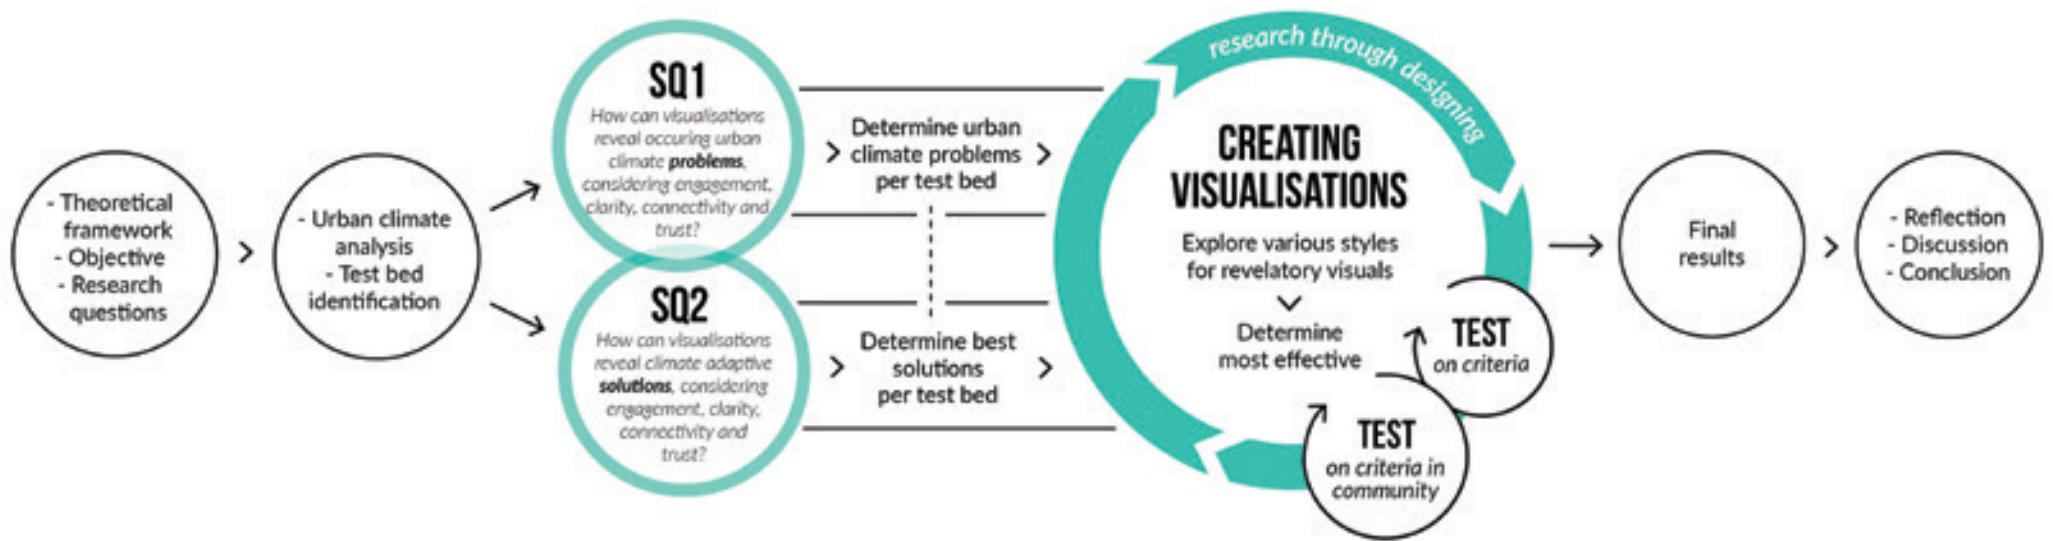 - Theoretical
framework
- Objective
- Research
questions
- Urban climate
analysis
- Test bed
identification
SQ1
How can visualisations
reveal occuring urban
climate problems,
considering engagement,
clarity, connectivity and
trust?
SQ2
How can visualisations
reveal climate adaptive
solutions, considering
engagement, clarity,
connectivity and
trust?
Determine urban
climate problems
per test bed
Determine best
solutions
per test bed
research through designing
CREATING
VISUALISATIONS
Explore various styles
for revelatory visuals
Determine
most effective
TEST
on criteria
TEST
on criteria in
community
Final
results
- Reflection
- Discussion
- Conclusion